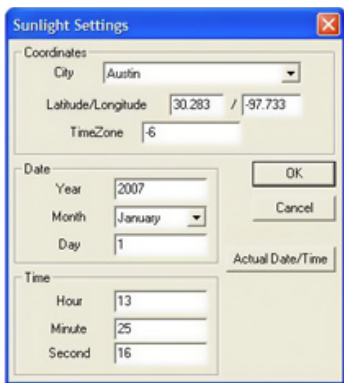 Sunlight Settings
Coordinates
City Austin
Latitude/Longitude 30.283 / -97.733
TimeZone -6
Date
Year 2007
Month January
Day 1
OK
Cancel
Actual Date/Time
Time
Hour 13
Minute 25
Second 16